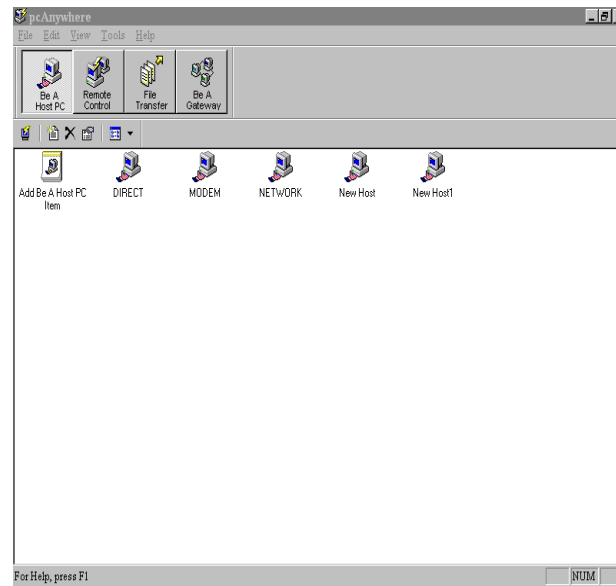 pcAnywhere
File Edit View Tools Help
Be A Host PC
Remote Control
File Transfer
Be A Gateway
Add Be A Host PC Item
DIRECT
MODEM
NETWORK
New Host
New Host1
For Help, press F1
NUM